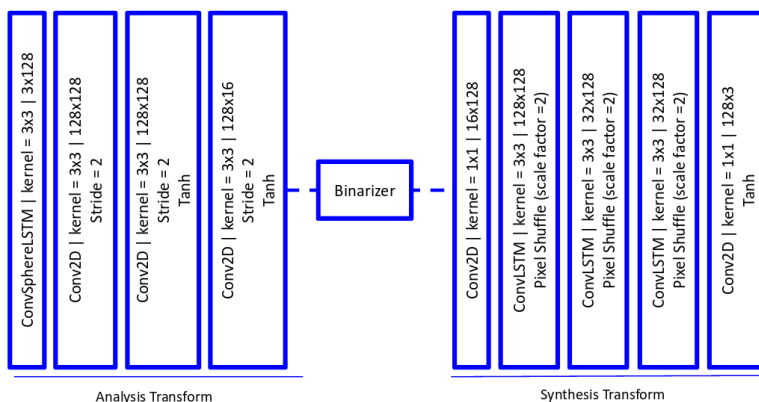 ConvSphereLSTM | kernel = 3x3 | 3x128
Conv2D | kernel = 3x3 | 128x128
Stride = 2
Conv2D | kernel = 3x3 | 128x128
Stride = 2
Tanh
Conv2D | kernel = 3x3 | 128x16
Stride = 2
Tanh
Binarizer
Conv2D | kernel = 1x1 | 16x128
ConvLSTM | kernel = 3x3 | 128x128
Pixel Shuffle (scale factor =2)
ConvLSTM | kernel = 3x3 | 32x128
Pixel Shuffle (scale factor =2)
ConvLSTM | kernel = 3x3 | 32x128
Pixel Shuffle (scale factor =2)
Conv2D | kernel = 1x1 | 128x3
Tanh
Analysis Transform
Synthesis Transform